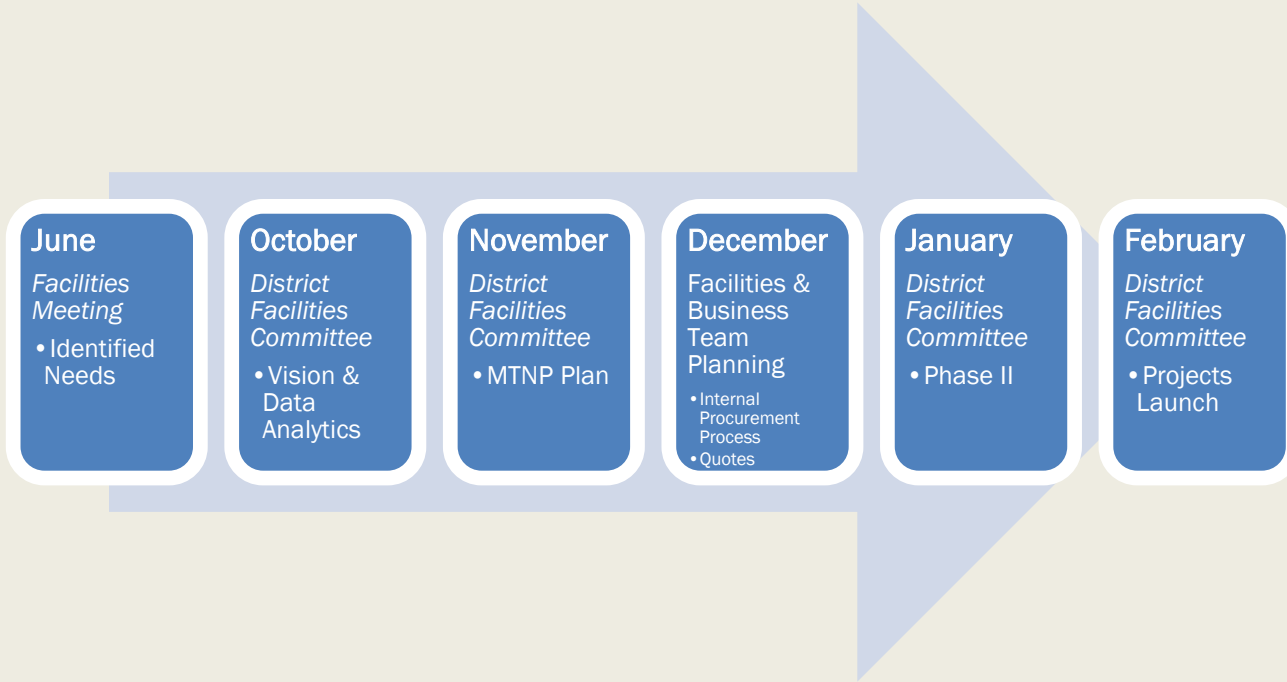 June
Facilities
Meeting
• Identified
Needs
October
District
Facilities
Committee
• Vision &
Data
Analytics
November
District
Facilities
Committee
• MTNP Plan
December
Facilities &
Business
Team
Planning
• Internal
Procurement
Process
• Quotes
January
District
Facilities
Committee
• Phase II
February
District
Facilities
Committee
• Projects
Launch